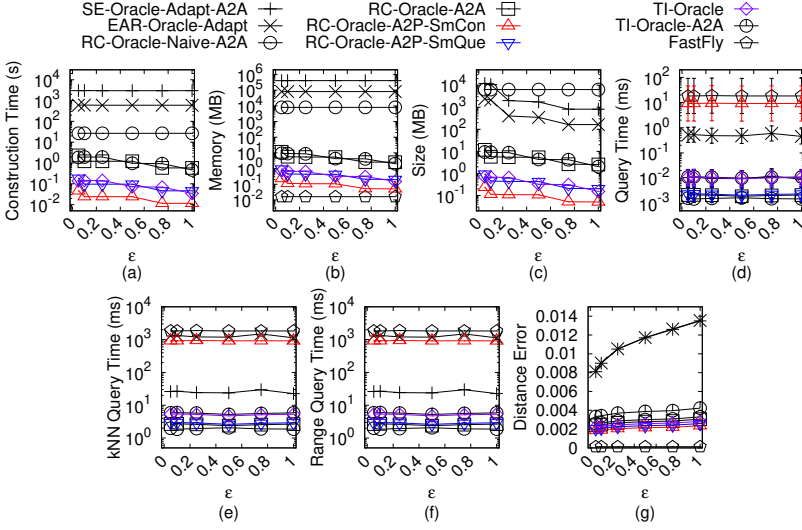 SE-Oracle-Adapt-A2A
EAR-Oracle-Adapt
RC-Oracle-Naive-A2A
RC-Oracle-A2A
RC-Oracle-A2P-SmCon
RC-Oracle-A2P-SmQue
TI-Oracle
TI-Oracle-A2A
FastFly
Construction Time (s)
10^4
10^3
10^2
10^1
10^0
10^-1
10^-2
0 0.2 0.4 0.6 0.8 1
ε
(a)
Memory (MB)
10^6
10^5
10^4
10^3
10^2
10^1
10^0
10^-1
10^-2
0 0.2 0.4 0.6 0.8 1
ε
(b)
Size (MB)
10^4
10^3
10^2
10^1
10^0
10^-1
0 0.2 0.4 0.6 0.8 1
ε
(c)
Query Time (ms)
10^2
10^1
10^0
10^-1
10^-2
10^-3
0 0.2 0.4 0.6 0.8 1
ε
(d)
kNN Query Time (ms)
10^4
10^3
10^2
10^1
10^0
0 0.2 0.4 0.6 0.8 1
ε
(e)
Range Query Time (ms)
10^4
10^3
10^2
10^1
10^0
0 0.2 0.4 0.6 0.8 1
ε
(f)
Distance Error
0.014
0.012
0.01
0.008
0.006
0.004
0.002
0
0 0.2 0.4 0.6 0.8 1
ε
(g)